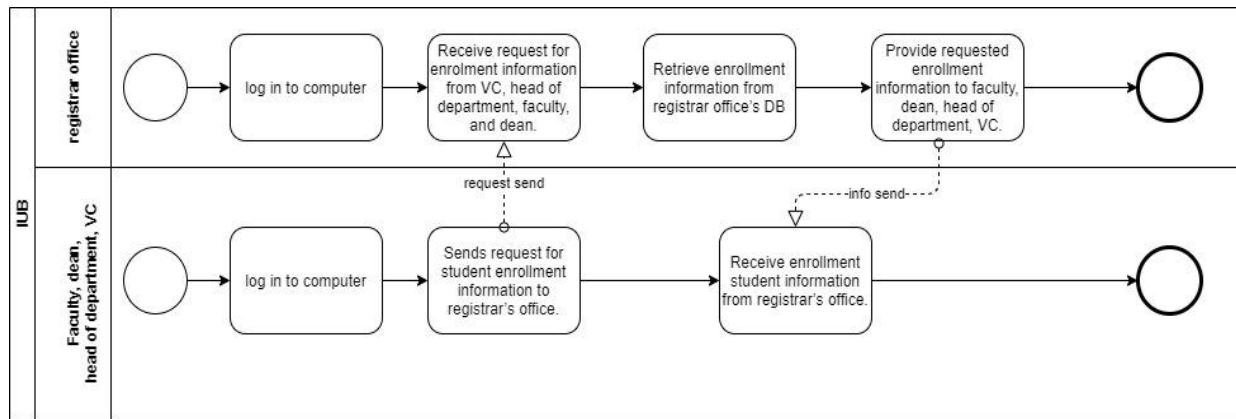 IUB
registrar office
log in to computer
Receive request for
enrolment information
from VC, head of
department, faculty,
and dean.
Retrieve enrollment
information from
registrar office's DB
Provide requested
enrollment
information to faculty,
dean, head of
department, VC.
request send
info send
Faculty, dean,
head of department, VC
log in to computer
Sends request for
student enrollment
information to
registrar's office.
Receive enrollment
student information
from registrar's office.